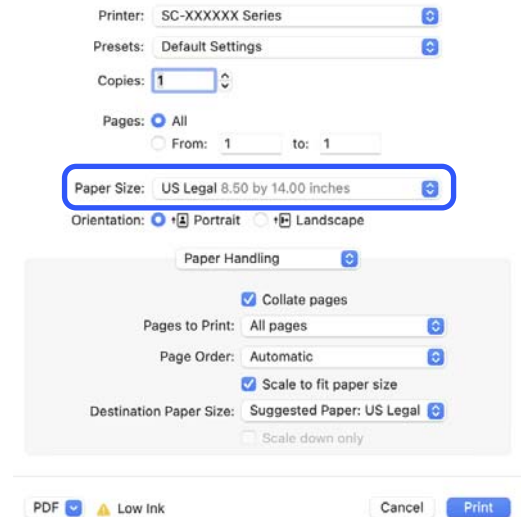 Printer: SC-XXXXXX Series
Presets: Default Settings
Copies: 1
Pages: All
From: 1 to: 1
Paper Size: US Legal 8.50 by 14.00 inches
Orientation: Portrait Landscape
Paper Handling
Collate pages
Pages to Print: All pages
Page Order: Automatic
Scale to fit paper size
Destination Paper Size: Suggested Paper: US Legal
Scale down only
PDF Low Ink Cancel Print